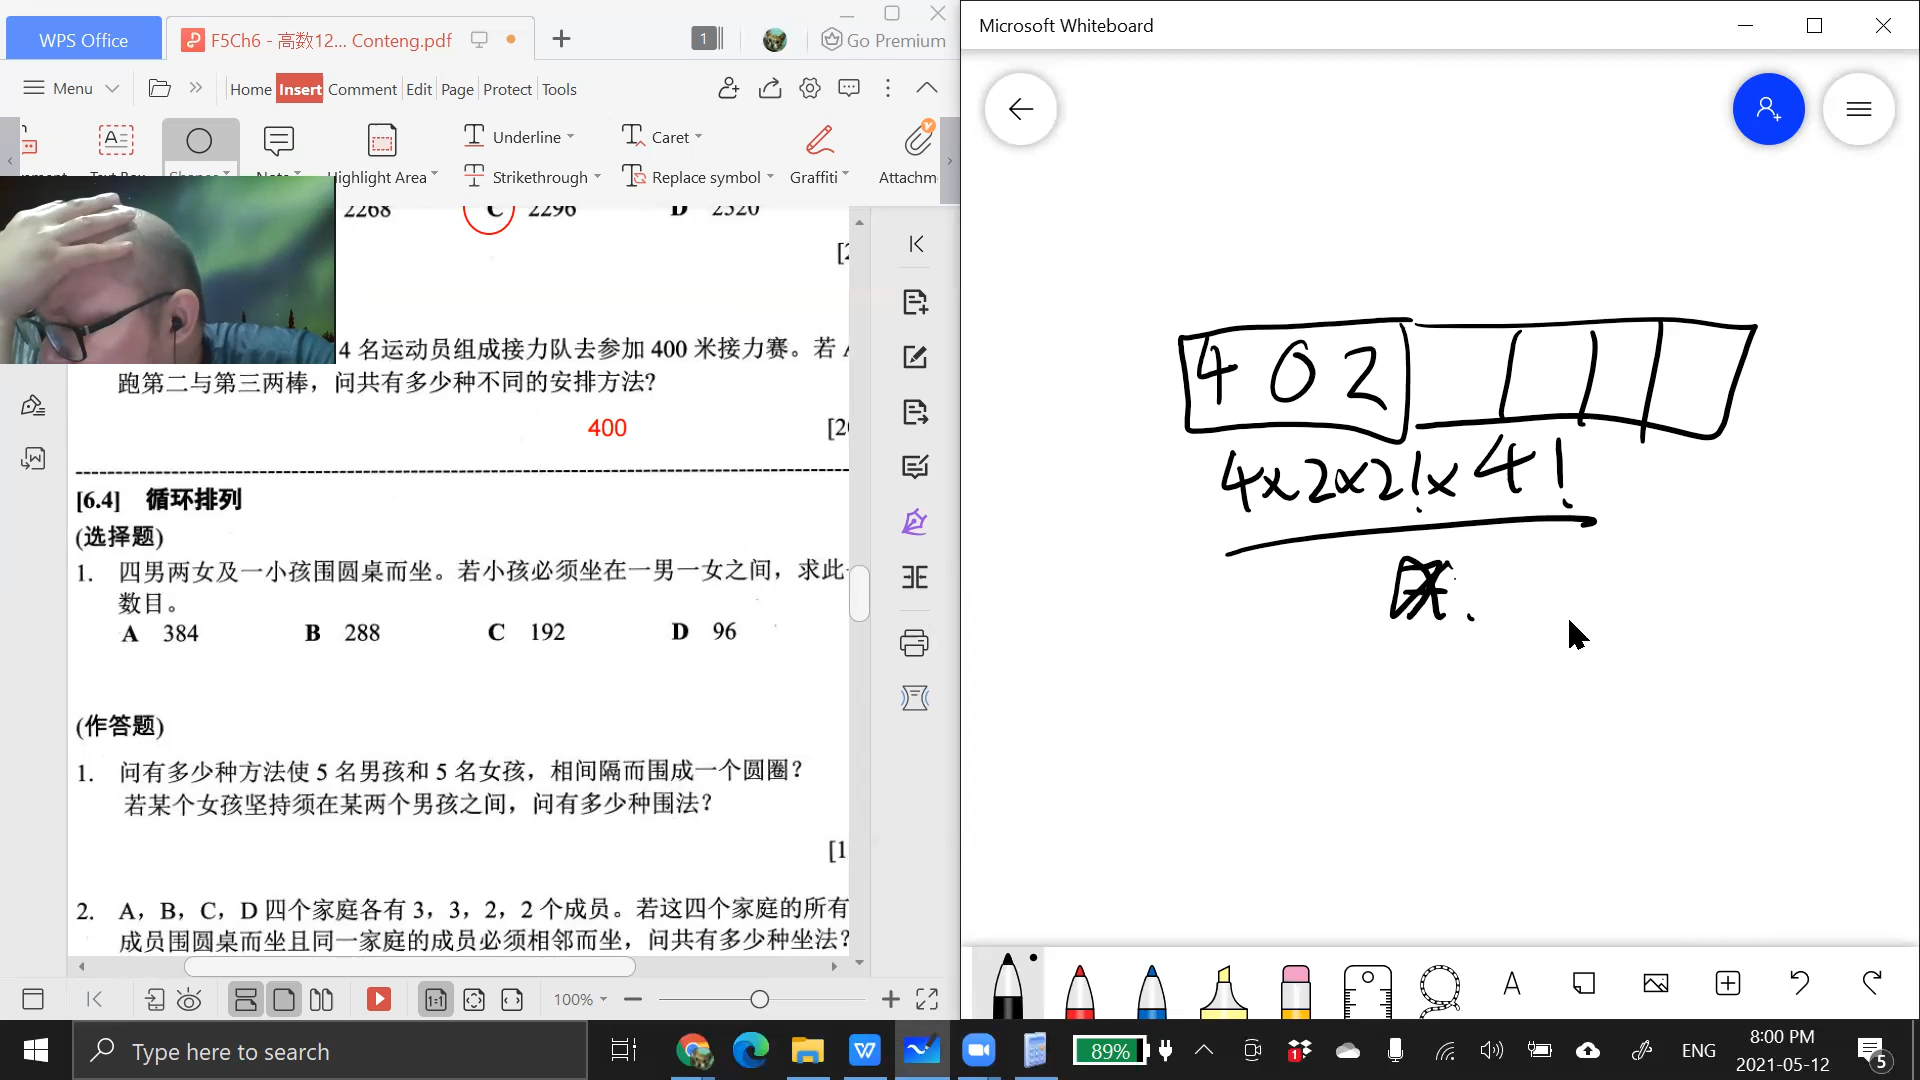 WPS Office
F5Ch6 - 高数12... Conteng.pdf
1
Go Premium
Menu
Home Insert Comment Edit Page Protect Tools
Underline
Caret
Strikethrough
Replace symbol
Highlight Area
Graffiti
Attachm
2268 C 2296 D 2320
4 名运动员组成接力队去参加 400 米接力赛。若
跑第二与第三两棒，问共有多少种不同的安排方法？
400
[6.4] 循环排列
(选择题)
1. 四男两女及一小孩围圆桌而坐。若小孩必须坐在一男一女之间，求此
数目。
A 384 B 288 C 192 D 96
(作答题)
1. 问有多少种方法使 5 名男孩和 5 名女孩，相间隔而围成一个圆圈？
若某个女孩坚持须在某两个男孩之间，问有多少种围法？
[1
2. A，B，C，D 四个家庭各有 3，3，2，2 个成员。若这四个家庭的所有
成员围圆桌而坐且同一家庭的成员必须相邻而坐，问共有多少种坐法？
100%
Microsoft Whiteboard
4 0 2
4x2x2!x4!
Type here to search
89%
1
ENG
8:00 PM
2021-05-12
5